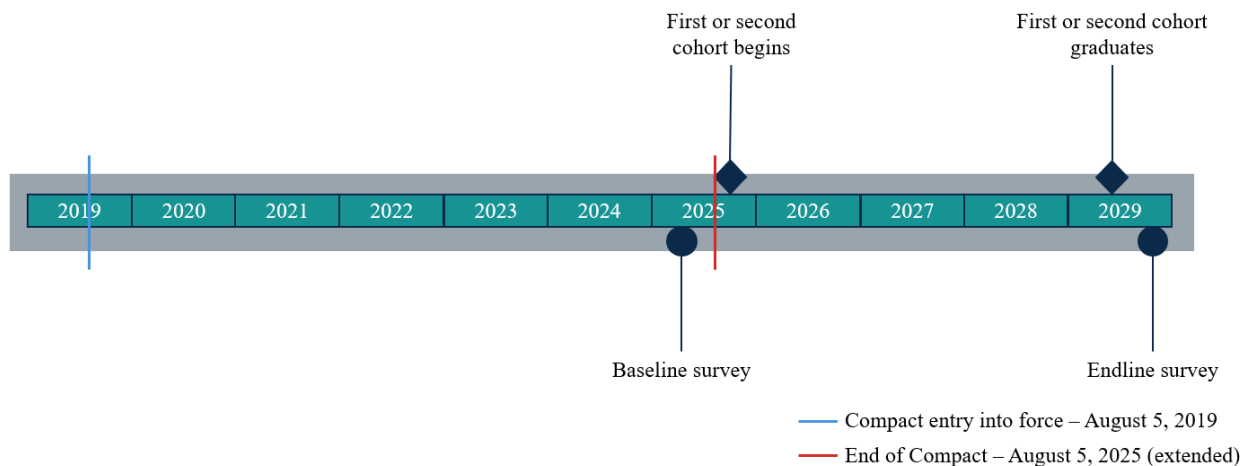 First or second
cohort begins
First or second cohort
graduates
2019 2020 2021 2022 2023 2024 2025 2026 2027 2028 2029
Baseline survey
Endline survey
Compact entry into force – August 5, 2019
End of Compact – August 5, 2025 (extended)